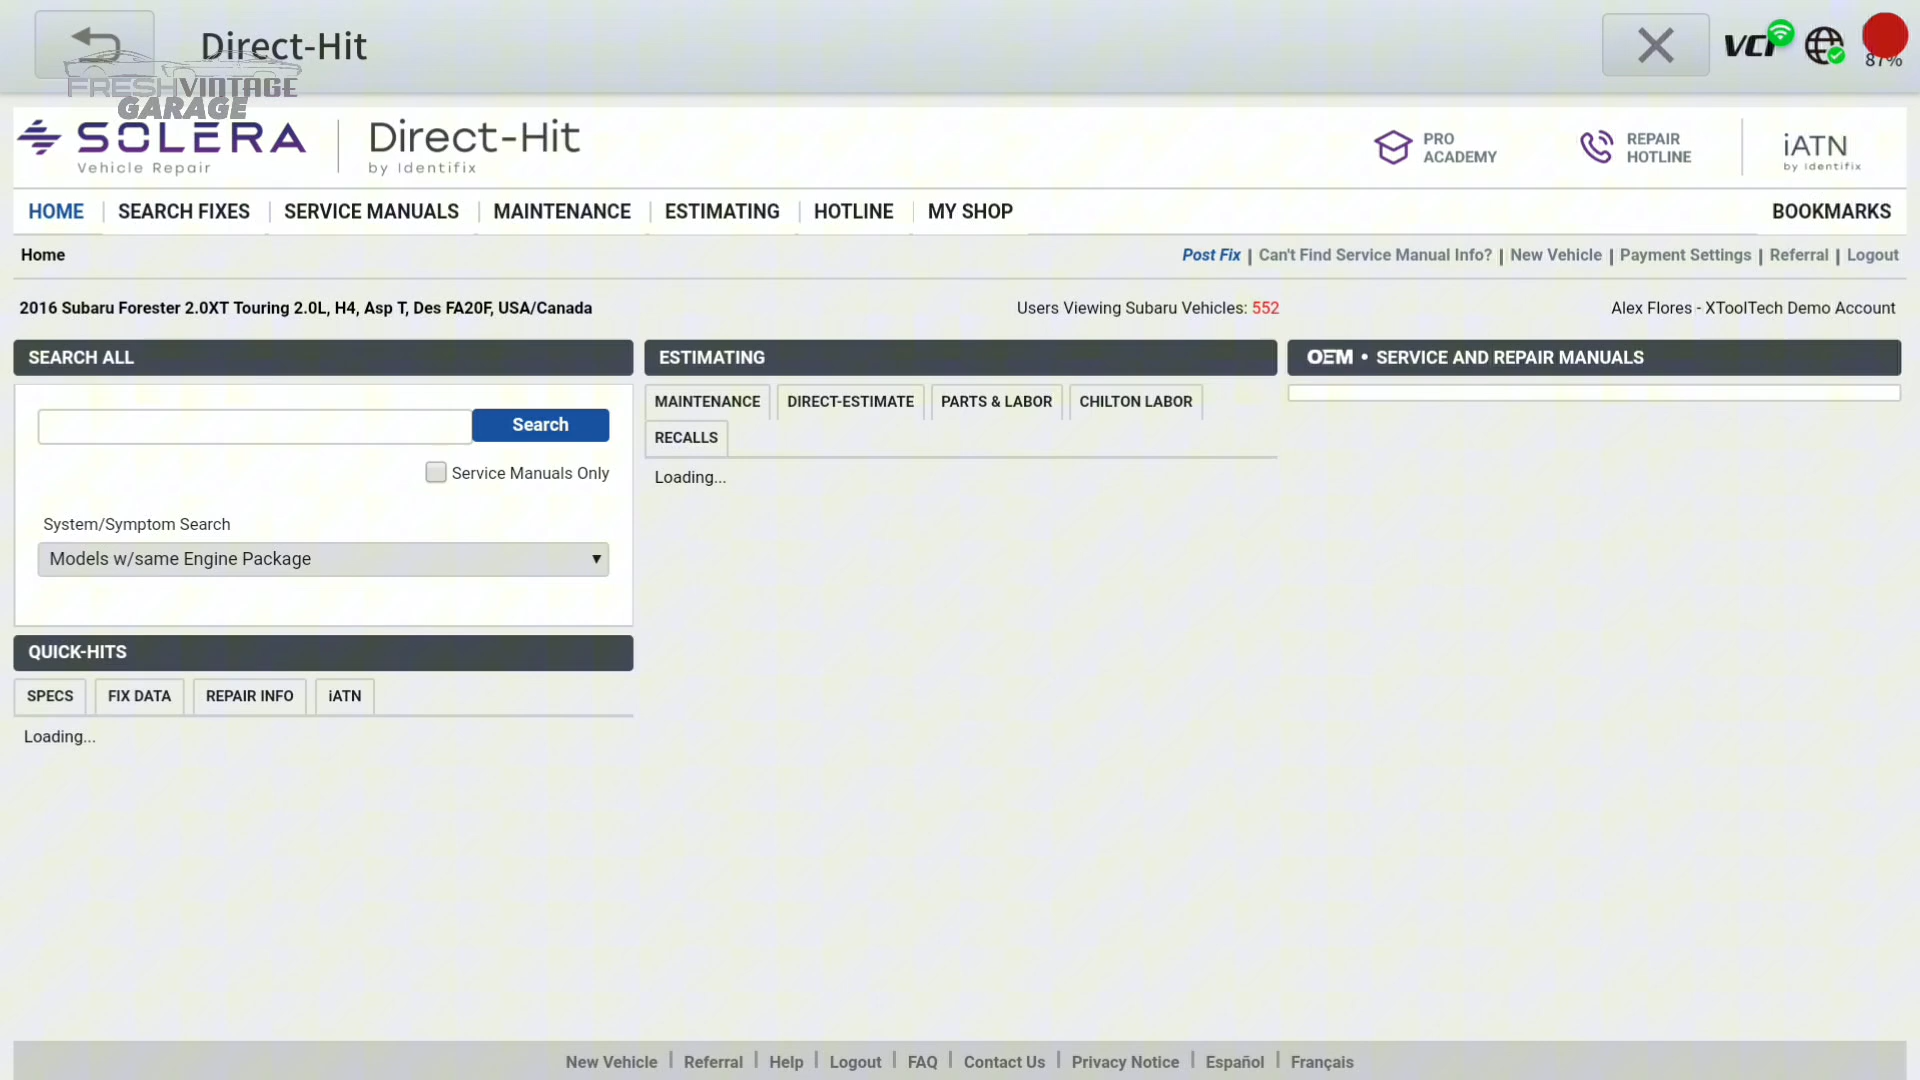 Direct-Hit
VCI
87%
FRESHVINTAGE
GARAGE
SOLERA
Vehicle Repair
Direct-Hit
by Identifix
PRO
ACADEMY
REPAIR
HOTLINE
iATN
by Identifix
HOME
SEARCH FIXES
SERVICE MANUALS
MAINTENANCE
ESTIMATING
HOTLINE
MY SHOP
BOOKMARKS
Home
Post Fix | Can't Find Service Manual Info? | New Vehicle | Payment Settings | Referral | Logout
2016 Subaru Forester 2.0XT Touring 2.0L, H4, Asp T, Des FA20F, USA/Canada
Users Viewing Subaru Vehicles: 552
Alex Flores - XToolTech Demo Account
SEARCH ALL
Search
Service Manuals Only
System/Symptom Search
Models w/same Engine Package
QUICK-HITS
SPECS
FIX DATA
REPAIR INFO
iATN
Loading...
ESTIMATING
MAINTENANCE
DIRECT-ESTIMATE
PARTS & LABOR
CHILTON LABOR
RECALLS
Loading...
OEM • SERVICE AND REPAIR MANUALS
New Vehicle | Referral | Help | Logout | FAQ | Contact Us | Privacy Notice | Español | Français